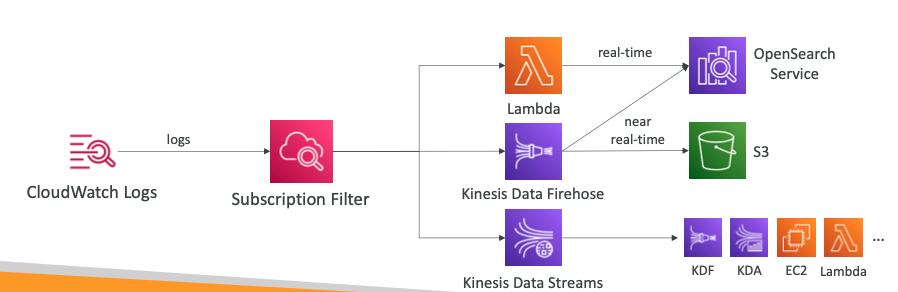 CloudWatch Logs
logs
Subscription Filter
Lambda
real-time
OpenSearch
Service
Kinesis Data Firehose
near
real-time
S3
Kinesis Data Streams
KDF
KDA
EC2
Lambda
...